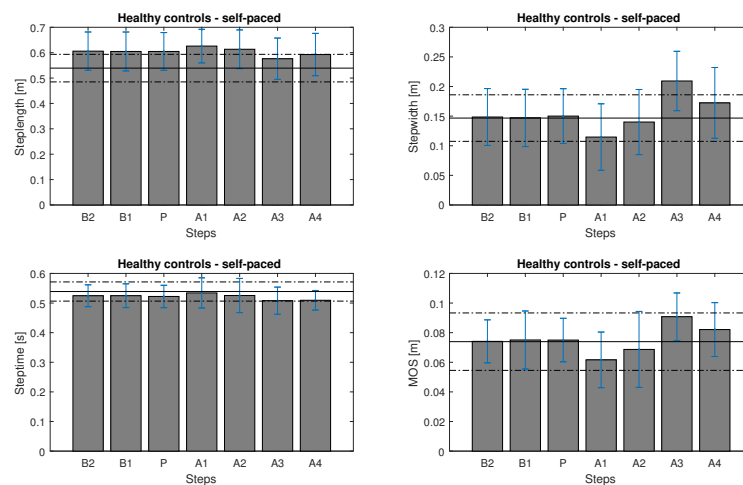 Healthy controls - self-paced
0.7
0.6
0.5
0.4
0.3
0.2
0.1
0
Steplength [m]
B2 B1 P A1 A2 A3 A4
Steps
Healthy controls - self-paced
0.3
0.25
0.2
0.15
0.1
0.05
0
Stepwidth [m]
B2 B1 P A1 A2 A3 A4
Steps
Healthy controls - self-paced
0.6
0.5
0.4
0.3
0.2
0.1
0
Steptime [s]
B2 B1 P A1 A2 A3 A4
Steps
Healthy controls - self-paced
0.12
0.1
0.08
0.06
0.04
0.02
0
MOS [m]
B2 B1 P A1 A2 A3 A4
Steps